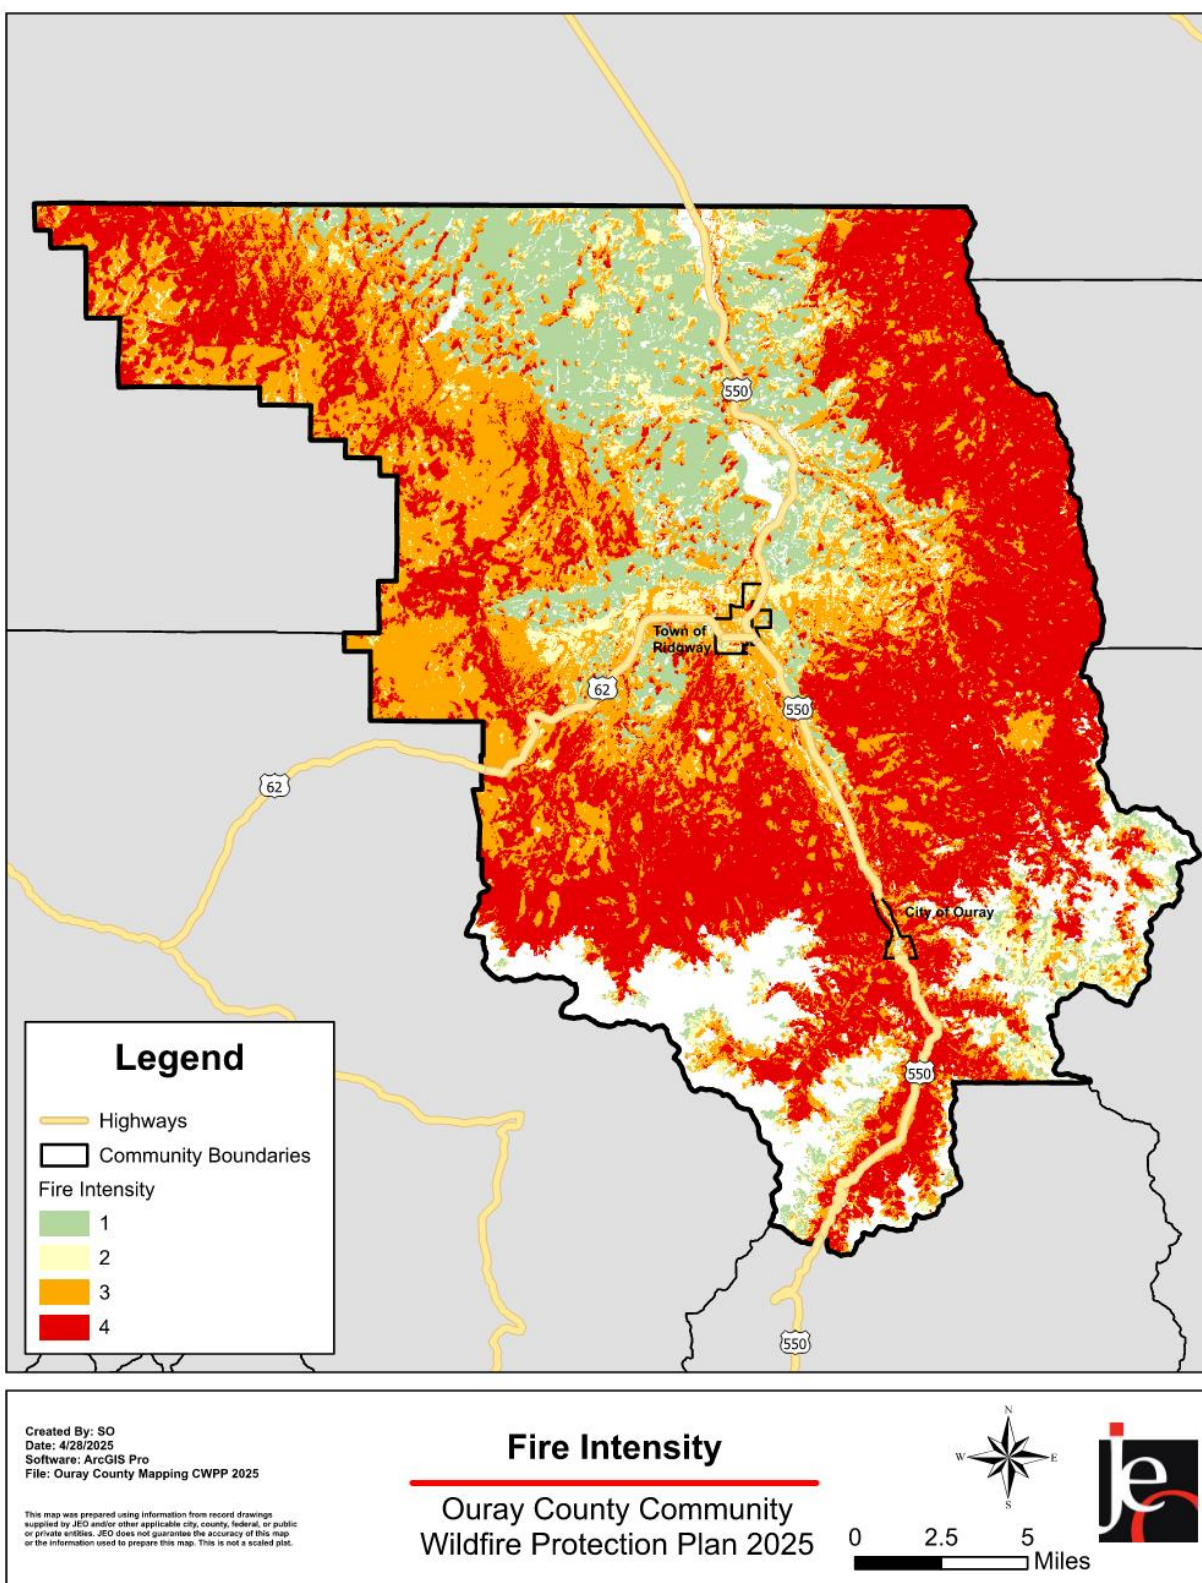 550
550
Town of
Ridgway
62
550
62
City of Ouray
550
550
Legend
Highways
Community Boundaries
Fire Intensity
1
2
3
4
Created By: SO
Date: 4/28/2025
Software: ArcGIS Pro
File: Ouray County Mapping CWPP 2025
This map was prepared using information from record drawings
supplied by JEO and/or other applicable city, county, federal, or public
or private entities. JEO does not guarantee the accuracy of this map
or the information used to prepare this map. This is not a scaled plat.
Fire Intensity
Ouray County Community
Wildfire Protection Plan 2025
N
W
E
S
0 2.5 5
Miles
jeo